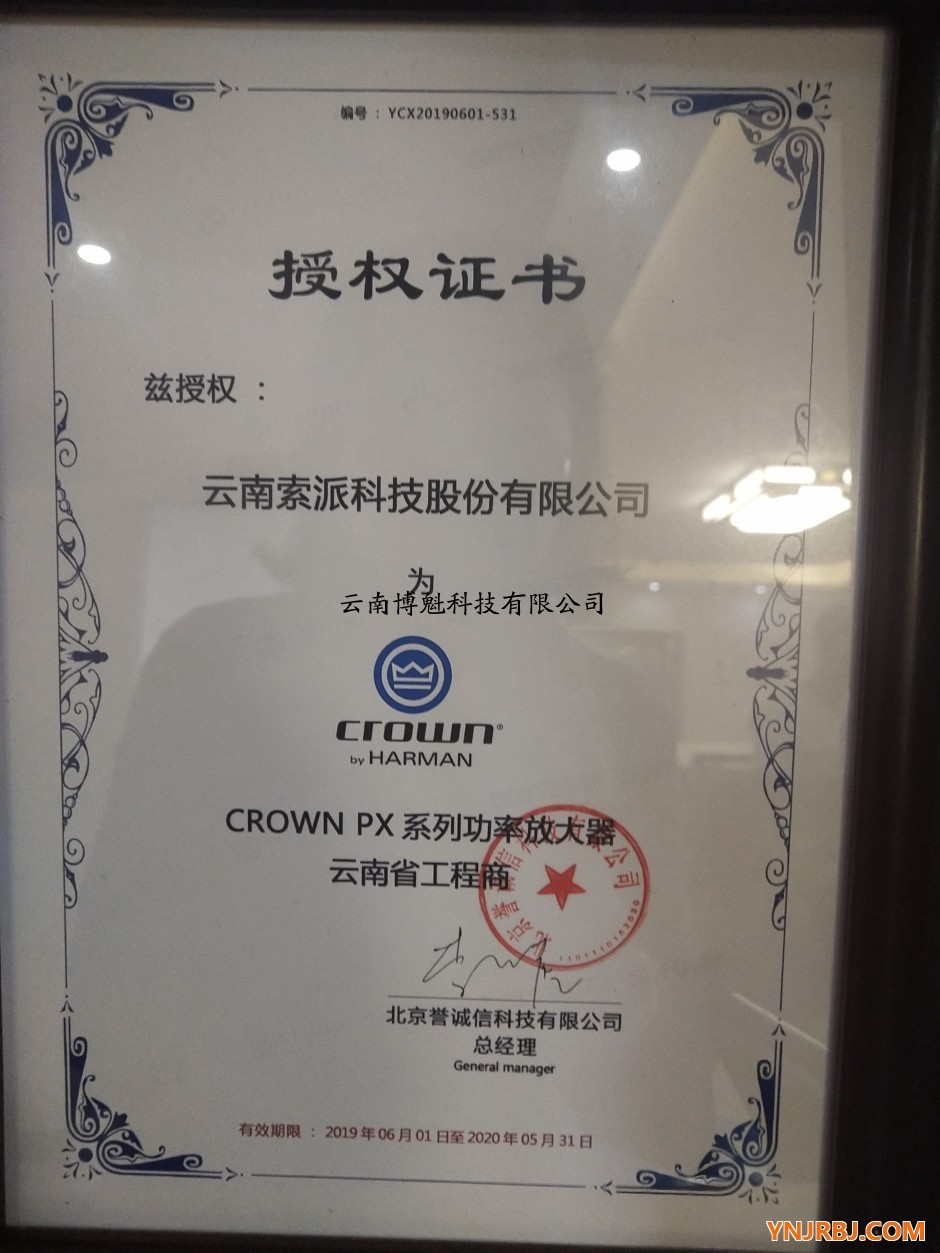 编号 : YCX20190601-531
授权证书
兹授权 :
云南索派科技股份有限公司
为
云南博魁科技有限公司
crown®
by HARMAN
CROWN PX 系列功率放大器
云南省工程商
北京誉诚信科技有限公司
总经理
General manager
有效期限 : 2019 年 06 月 01 日至 2020 年 05 月 31 日
YNJRBJ.COM